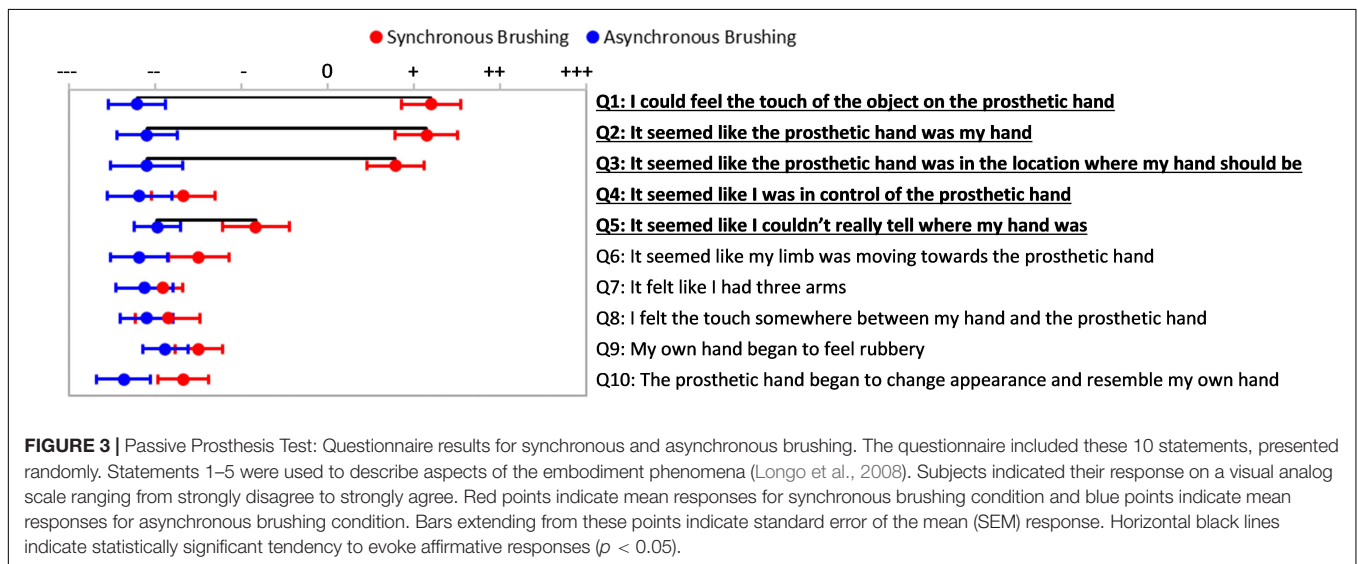 Synchronous Brushing Asynchronous Brushing
--- -- - 0 + ++ +++
Q1: I could feel the touch of the object on the prosthetic hand
Q2: It seemed like the prosthetic hand was my hand
Q3: It seemed like the prosthetic hand was in the location where my hand should be
Q4: It seemed like I was in control of the prosthetic hand
Q5: It seemed like I couldn't really tell where my hand was
Q6: It seemed like my limb was moving towards the prosthetic hand
Q7: It felt like I had three arms
Q8: I felt the touch somewhere between my hand and the prosthetic hand
Q9: My own hand began to feel rubbery
Q10: The prosthetic hand began to change appearance and resemble my own hand
FIGURE 3 | Passive Prosthesis Test: Questionnaire results for synchronous and asynchronous brushing. The questionnaire included these 10 statements, presented
randomly. Statements 1–5 were used to describe aspects of the embodiment phenomena (Longo et al., 2008). Subjects indicated their response on a visual analog
scale ranging from strongly disagree to strongly agree. Red points indicate mean responses for synchronous brushing condition and blue points indicate mean
responses for asynchronous brushing condition. Bars extending from these points indicate standard error of the mean (SEM) response. Horizontal black lines
indicate statistically significant tendency to evoke affirmative responses (p < 0.05).